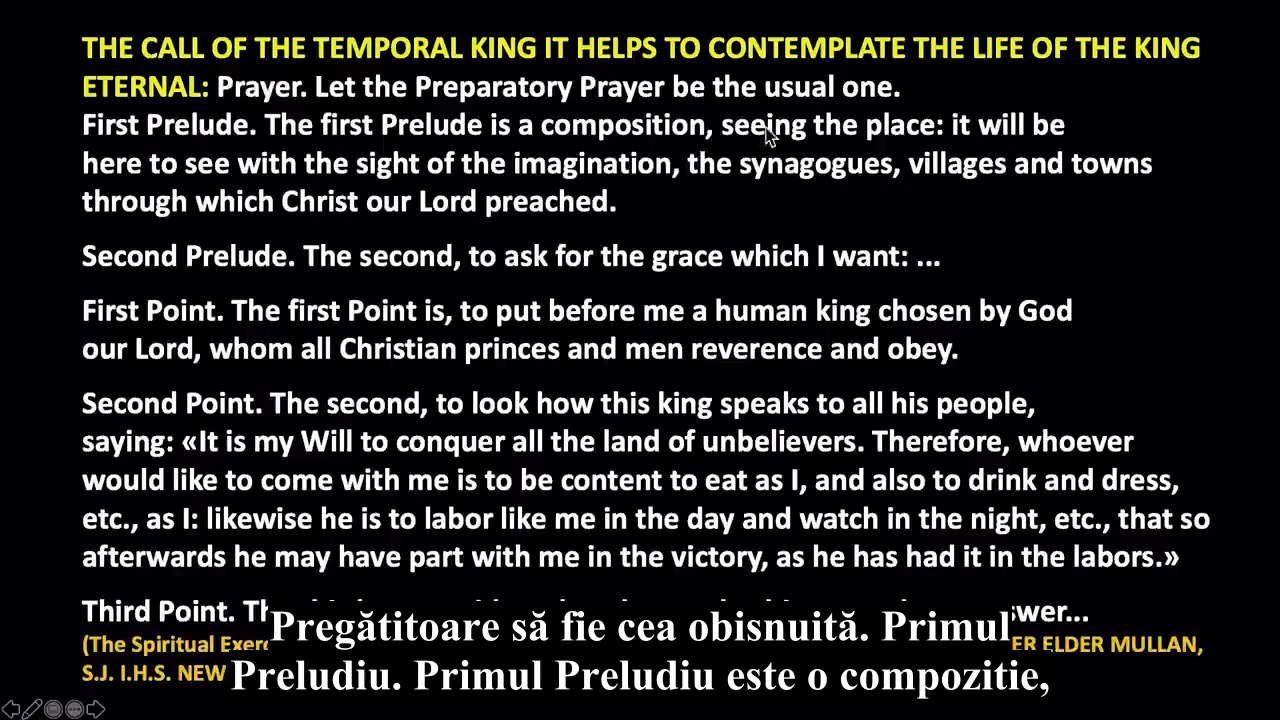 THE CALL OF THE TEMPORAL KING IT HELPS TO CONTEMPLATE THE LIFE OF THE KING
ETERNAL: Prayer. Let the Preparatory Prayer be the usual one.
First Prelude. The first Prelude is a composition, seeing the place: it will be
here to see with the sight of the imagination, the synagogues, villages and towns
through which Christ our Lord preached.
Second Prelude. The second, to ask for the grace which I want: ...
First Point. The first Point is, to put before me a human king chosen by God
our Lord, whom all Christian princes and men reverence and obey.
Second Point. The second, to look how this king speaks to all his people,
saying: «It is my Will to conquer all the land of unbelievers. Therefore, whoever
would like to come with me is to be content to eat as I, and also to drink and dress,
etc., as I: likewise he is to labor like me in the day and watch in the night, etc., that so
afterwards he may have part with me in the victory, as he has had it in the labors.»
Third Point.
(The Spiritual ELDER MULLAN,
S.J. I.H.S. NEW
Pregătitoare să fie cea obisnuită. Primul
Preludiu. Primul Preludiu este o compozitie,